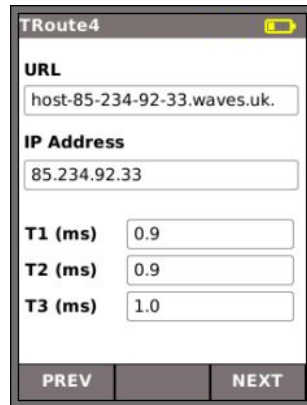 TRoute4
URL
host-85-234-92-33.waves.uk.
IP Address
85.234.92.33
T1 (ms) 0.9
T2 (ms) 0.9
T3 (ms) 1.0
PREV NEXT